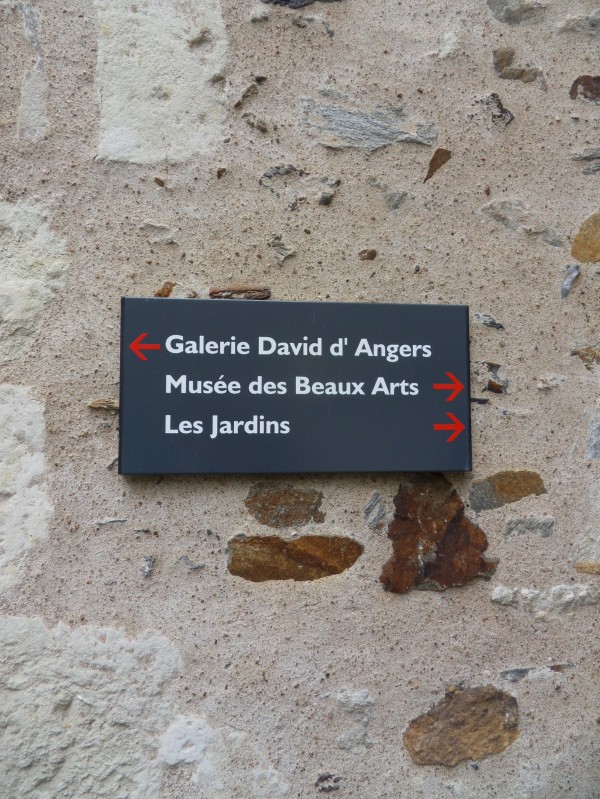 Galerie David d' Angers
Musée des Beaux Arts
Les Jardins